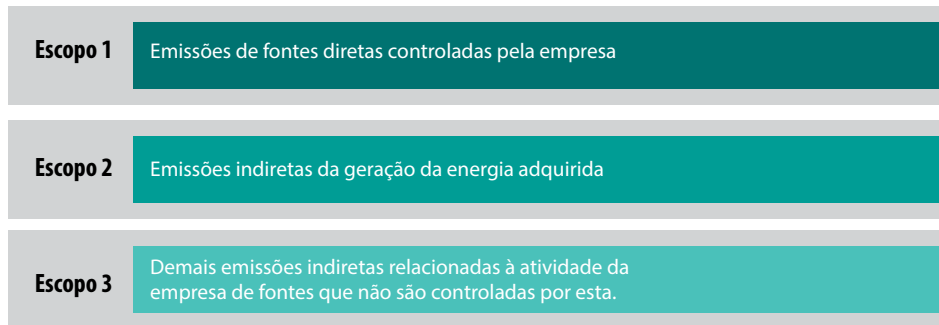 Escopo 1
Emissões de fontes diretas controladas pela empresa
Escopo 2
Emissões indiretas da geração da energia adquirida
Escopo 3
Demais emissões indiretas relacionadas à atividade da
empresa de fontes que não são controladas por esta.